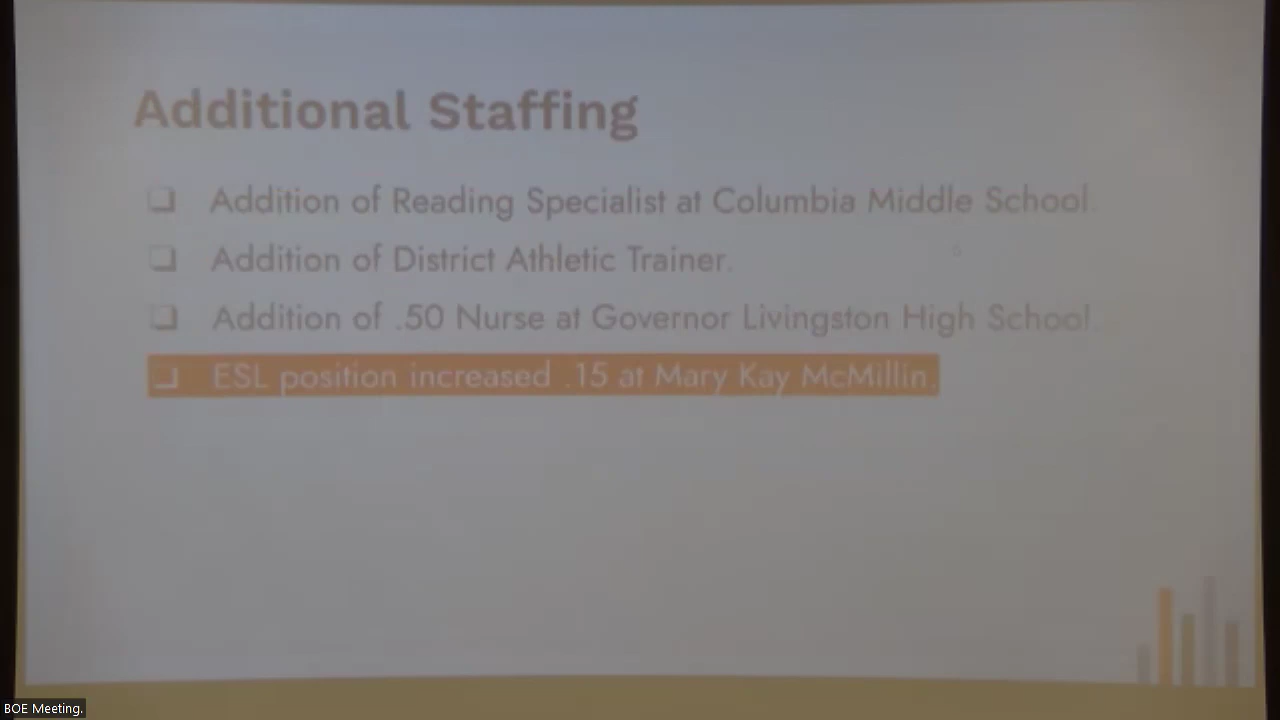 Additional Staffing
❑ Addition of Reading Specialist at Columbia Middle School.
❑ Addition of District Athletic Trainer.
❑ Addition of .50 Nurse at Governor Livingston High School.
❑ ESL position increased .15 at Mary Kay McMillin.
BOE Meeting.